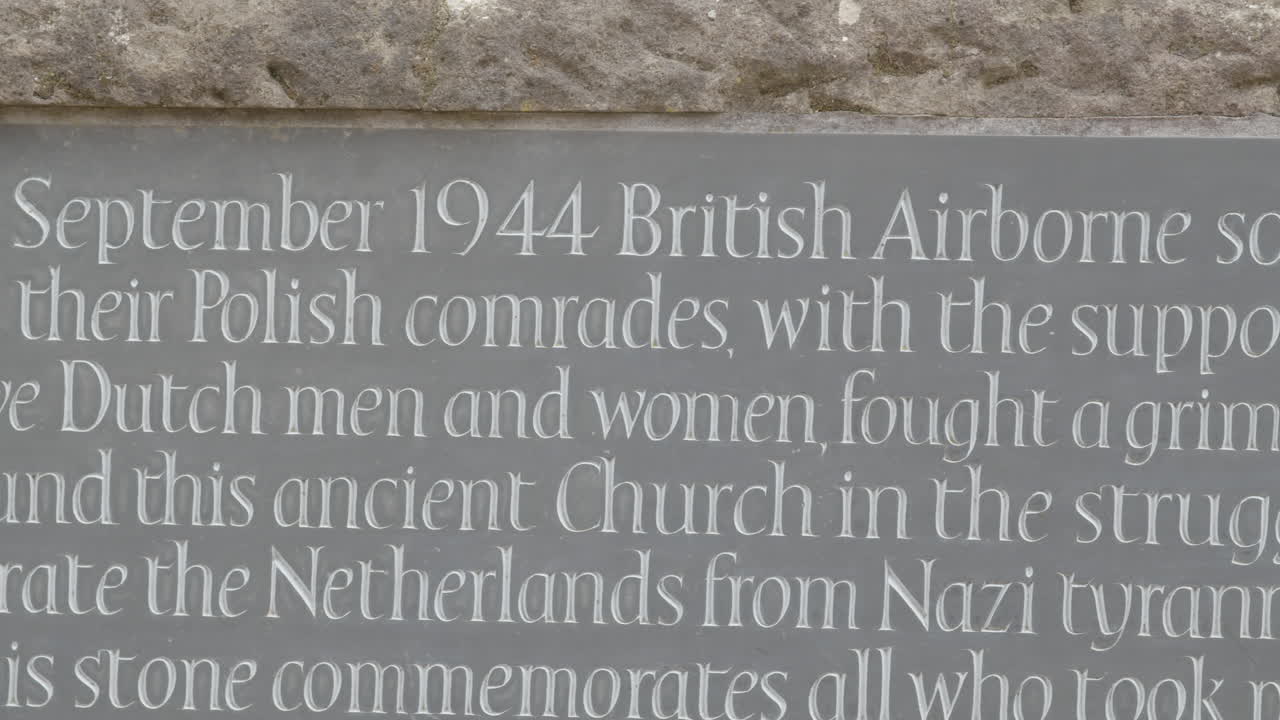 September 1944 British Airborne so
their Polish comrades, with the suppo
ve Dutch men and women, fought a grim
und this ancient Church in the strugg
rate the Netherlands from Nazi tyrann
is stone commemorates all who took